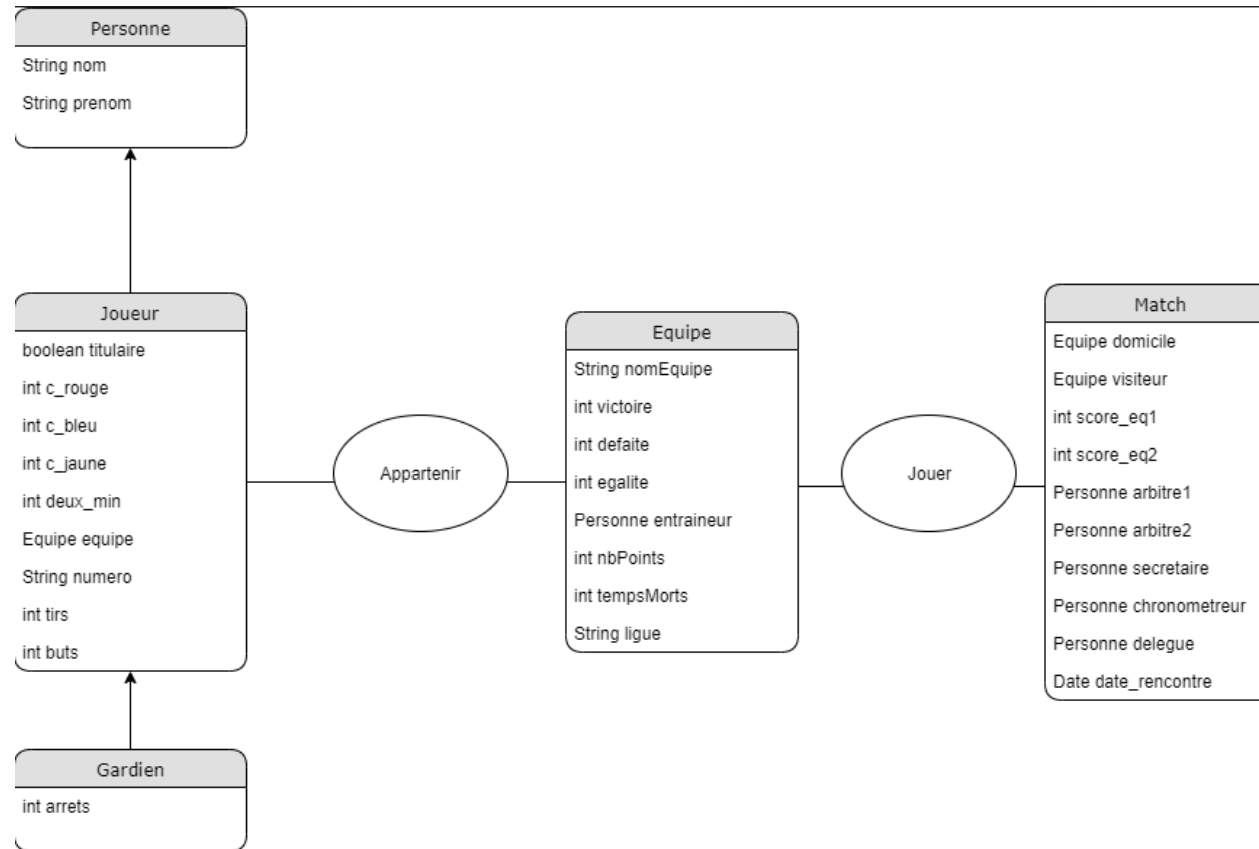 Personne
String nom
String prenom
Joueur
boolean titulaire
int c_rouge
int c_bleu
int c_jaune
int deux_min
Equipe equipe
String numero
int tirs
int buts
Gardien
int arrets
Appartenir
Equipe
String nomEquipe
int victoire
int defaite
int egalite
Personne entraineur
int nbPoints
int tempsMorts
String ligue
Jouer
Match
Equipe domicile
Equipe visiteur
int score_eq1
int score_eq2
Personne arbitre1
Personne arbitre2
Personne secretaire
Personne chronometreur
Personne delegue
Date date_rencontre